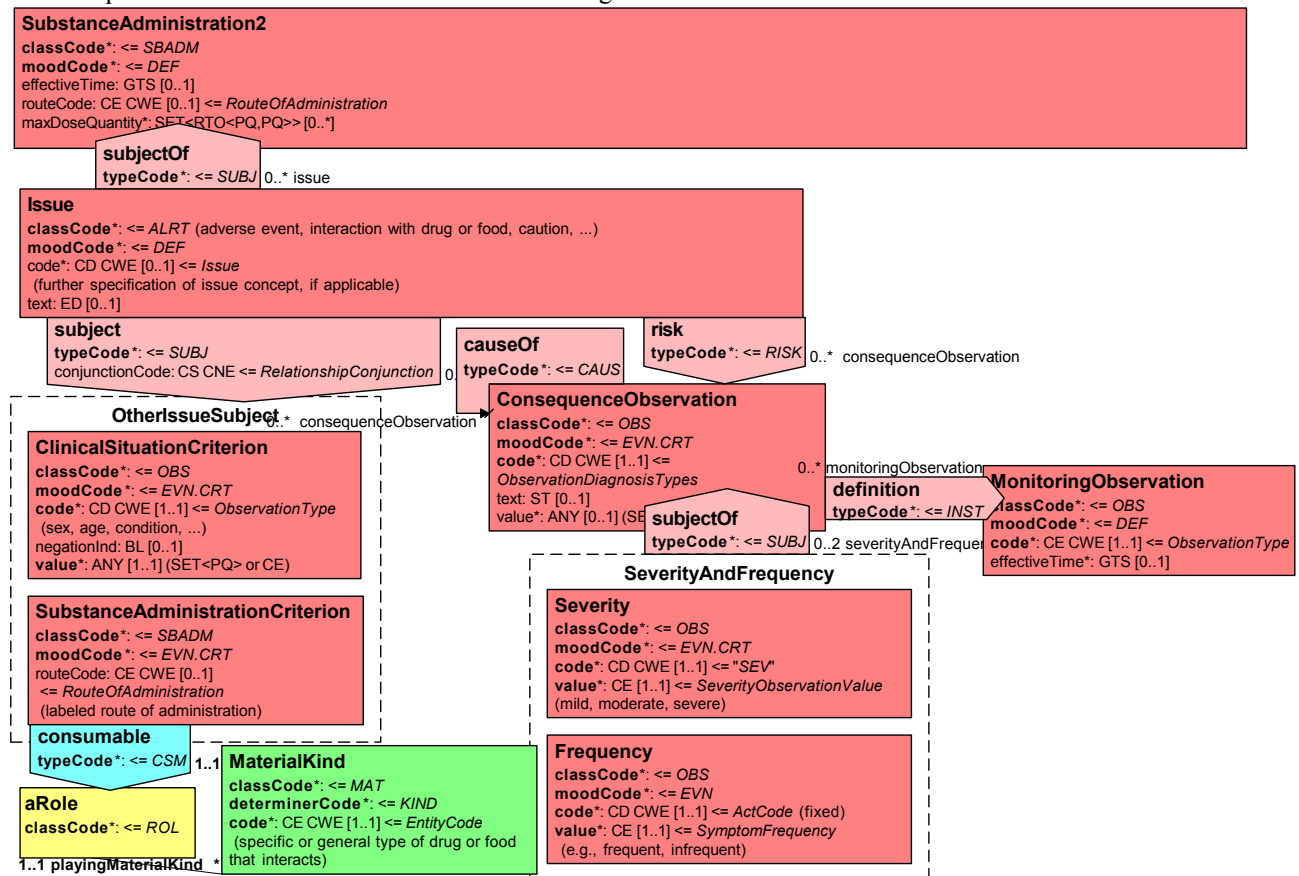 SubstanceAdministration2
classCode*: <= SBADM
moodCode*: <= DEF
effectiveTime: GTS [0..1]
routeCode: CE CWE [0..1] <= RouteOfAdministration
maxDoseQuantity*: SET<RTO<PQ,PQ>> [0..*]
subjectOf
typeCode*: <= SUBJ
0..* issue
Issue
classCode*: <= ALRT (adverse event, interaction with drug or food, caution, ...)
moodCode*: <= DEF
code*: CD CWE [0..1] <= Issue
(further specification of issue concept, if applicable)
text: ED [0..1]
subject
typeCode*: <= SUBJ
conjunctionCode: CS CNE <= RelationshipConjunction
causeOf
typeCode*: <= CAUS
risk
typeCode*: <= RISK
0..* consequenceObservation
OtherIssueSubject
0..* consequenceObservation
ClinicalSituationCriterion
classCode*: <= OBS
moodCode*: <= EVN.CRT
code*: CD CWE [1..1] <= ObservationType
(sex, age, condition, ...)
negationInd: BL [0..1]
value*: ANY [1..1] (SET<PQ> or CE)
SubstanceAdministrationCriterion
classCode*: <= SBADM
moodCode*: <= EVN.CRT
routeCode: CE CWE [0..1]
<= RouteOfAdministration
(labeled route of administration)
consumable
typeCode*: <= CSM
1..1
aRole
classCode*: <= ROL
1..1 playingMaterialKind *
MaterialKind
classCode*: <= MAT
determinerCode*: <= KIND
code*: CE CWE [1..1] <= EntityCode
(specific or general type of drug or food
that interacts)
ConsequenceObservation
classCode*: <= OBS
moodCode*: <= EVN.CRT
code*: CD CWE [1..1] <=
ObservationDiagnosisTypes
text: ST [0..1]
value*: ANY [0..1] (SE
subjectOf
typeCode*: <= SUBJ
0..2 severityAndFrequen
0..* monitoringObservation
definition
typeCode*: <= INST
MonitoringObservation
classCode*: <= OBS
moodCode*: <= DEF
code*: CE CWE [1..1] <= ObservationType
effectiveTime*: GTS [0..1]
SeverityAndFrequency
Severity
classCode*: <= OBS
moodCode*: <= EVN.CRT
code*: CD CWE [1..1] <= "SEV"
value*: CE [1..1] <= SeverityObservationValue
(mild, moderate, severe)
Frequency
classCode*: <= OBS
moodCode*: <= EVN
code*: CD CWE [1..1] <= ActCode (fixed)
value*: CE [1..1] <= SymptomFrequency
(e.g., frequent, infrequent)